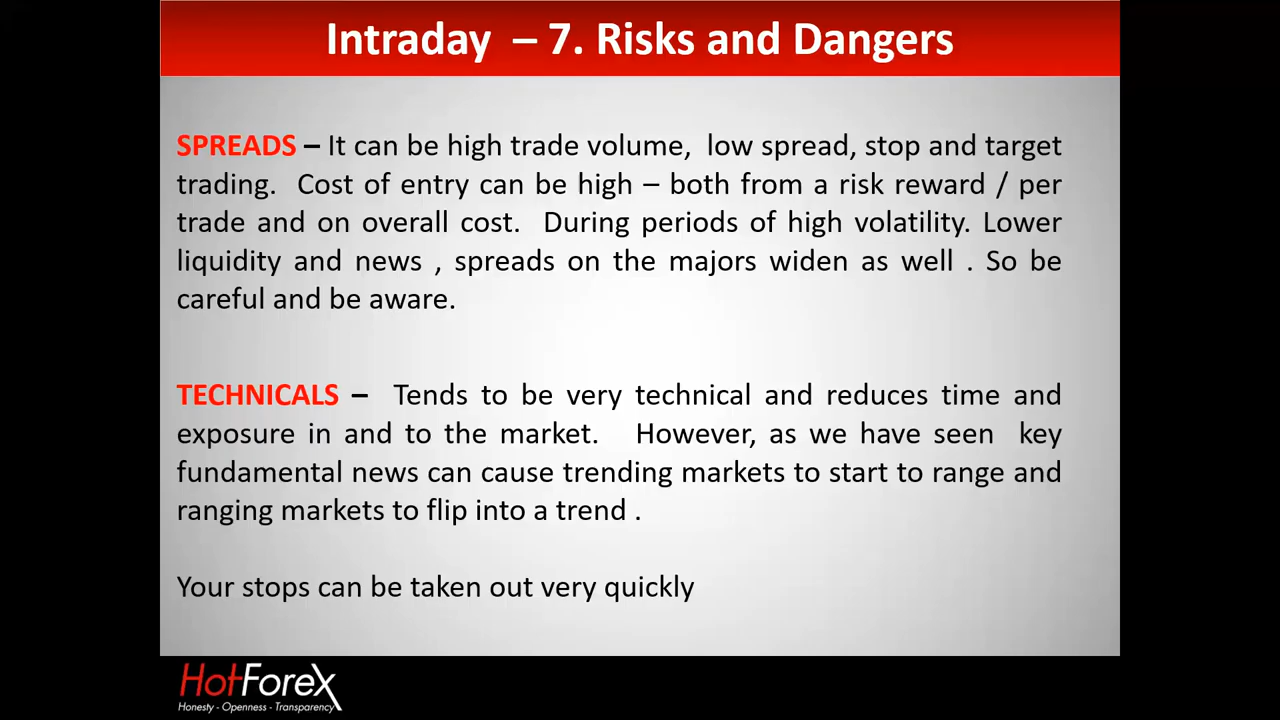 Intraday – 7. Risks and Dangers
SPREADS – It can be high trade volume, low spread, stop and target
trading. Cost of entry can be high – both from a risk reward / per
trade and on overall cost. During periods of high volatility. Lower
liquidity and news , spreads on the majors widen as well . So be
careful and be aware.
TECHNICALS – Tends to be very technical and reduces time and
exposure in and to the market. However, as we have seen key
fundamental news can cause trending markets to start to range and
ranging markets to flip into a trend .
Your stops can be taken out very quickly
HotForex
Honesty - Openness - Transparency